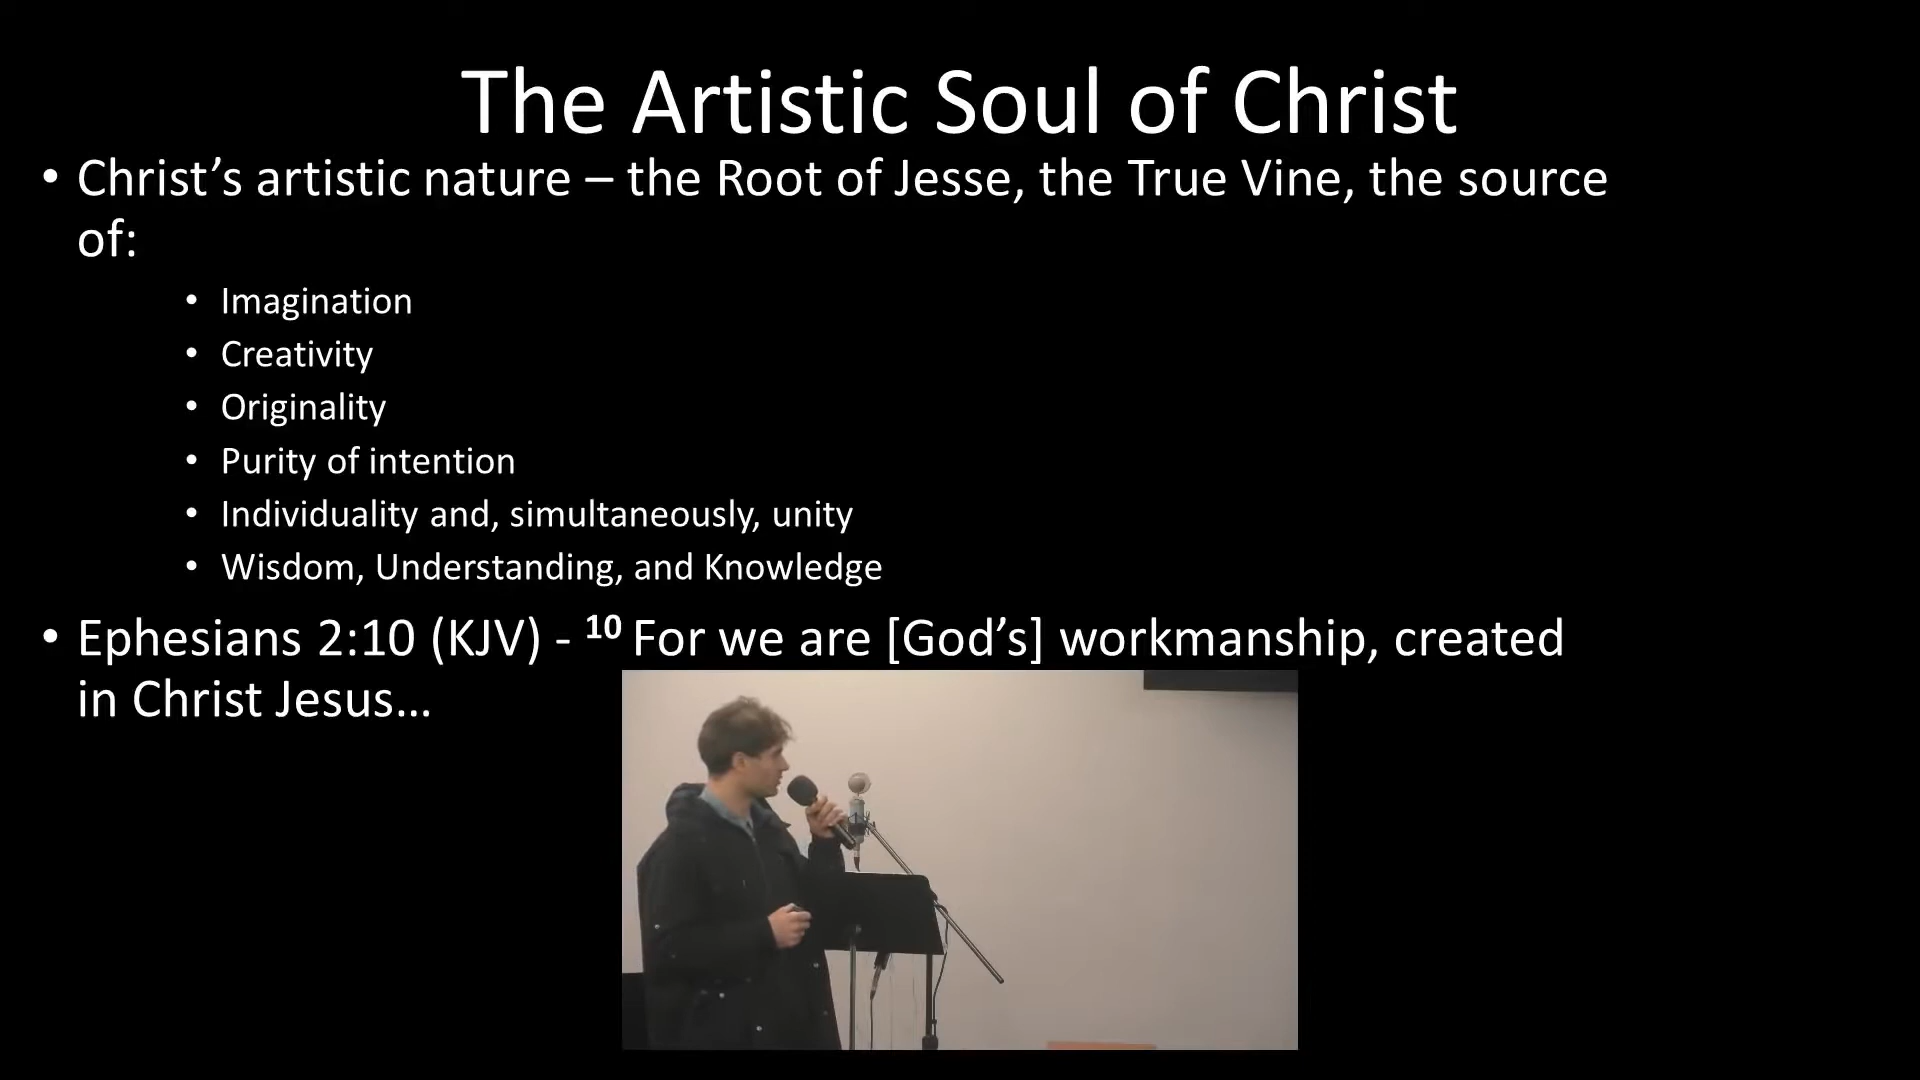 The Artistic Soul of Christ
• Christ’s artistic nature – the Root of Jesse, the True Vine, the source
of:
• Imagination
• Creativity
• Originality
• Purity of intention
• Individuality and, simultaneously, unity
• Wisdom, Understanding, and Knowledge
• Ephesians 2:10 (KJV) - 10 For we are [God’s] workmanship, created
in Christ Jesus…